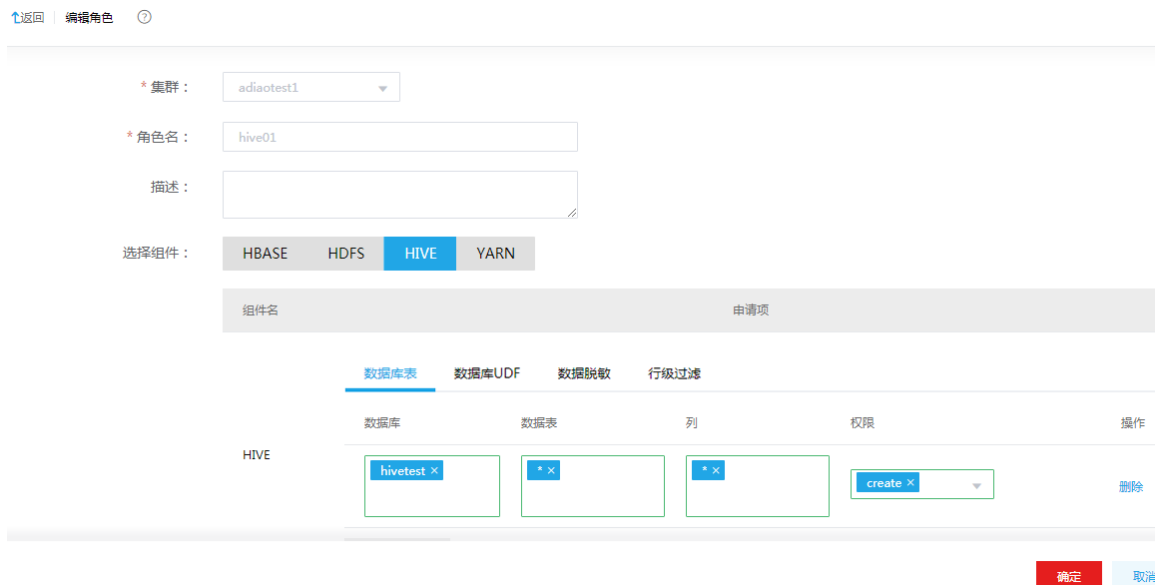 返回 编辑角色 ?
* 集群： adiaotest1
* 角色名： hive01
描述：
选择组件： HBASE HDFS HIVE YARN
组件名 申请项
数据库表 数据库UDF 数据脱敏 行级过滤
数据库 数据表 列 权限 操作
HIVE
hivetest × * × * × create × 删除
确定 取消